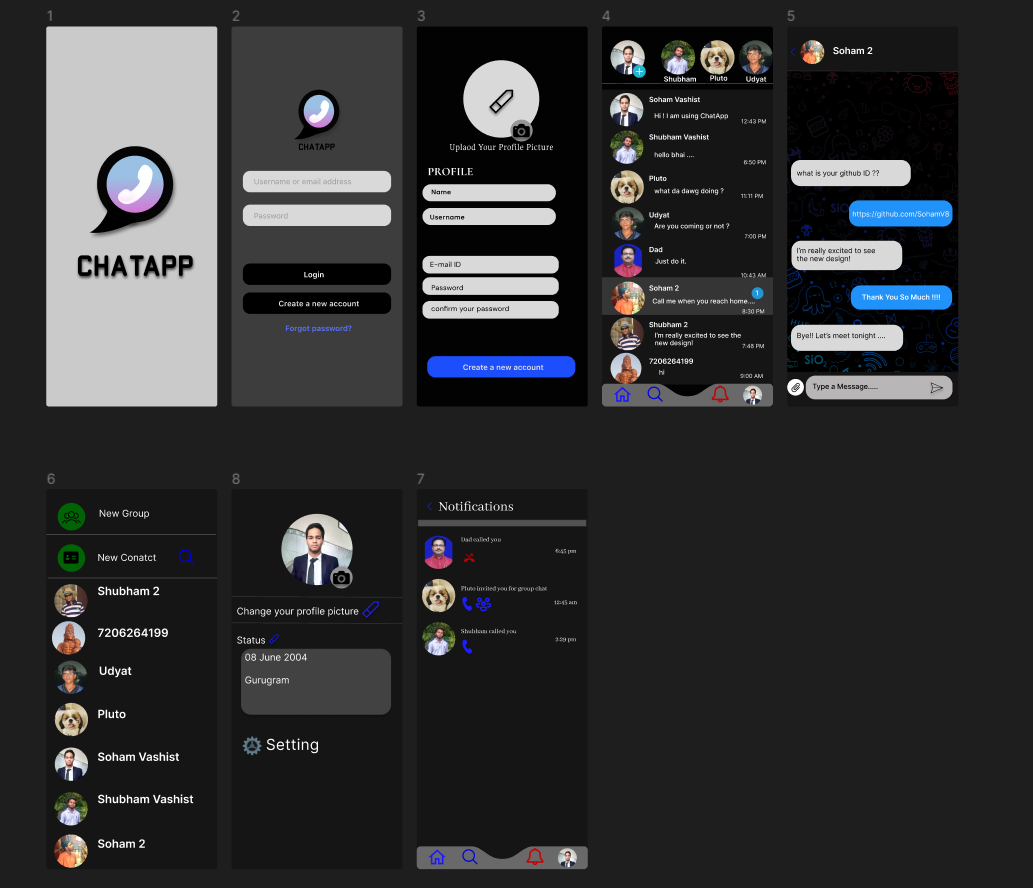 1
CHATAPP
2
CHATAPP
Username or email address
Password
Login
Create a new account
Forgot password?
3
Uplaod Your Profile Picture
PROFILE
Name
Username
E-mail ID
Password
confirm your password
Create a new account
4
Shubham
Pluto
Udyat
Soham Vashist
Hi ! I am using ChatApp
12:43 PM
Shubham Vashist
hello bhai ....
6:50 PM
Pluto
what da dawg doing ?
11:11 PM
Udyat
Are you coming or not ?
7:00 PM
Dad
Just do it.
10:43 AM
Soham 2
1
Call me when you reach home....
8:30 PM
Shubham 2
I'm really excited to see the
new design!
7:48 PM
7206264199
hi
9:00 AM
5
Soham 2
what is your github ID ??
https://github.com/SohamV8
I'm really excited to see
the new design!
Thank You So Much !!!!
Bye!! Let's meet tonight ....
Type a Message.....
6
New Group
New Conatct
Shubham 2
7206264199
Udyat
Pluto
Soham Vashist
Shubham Vashist
Soham 2
8
Change your profile picture
Status
08 June 2004
Gurugram
Setting
7
Notifications
Dad called you
6:45 pm
Pluto invited you for group chat
12:45 am
Shubham called you
2:29 pm